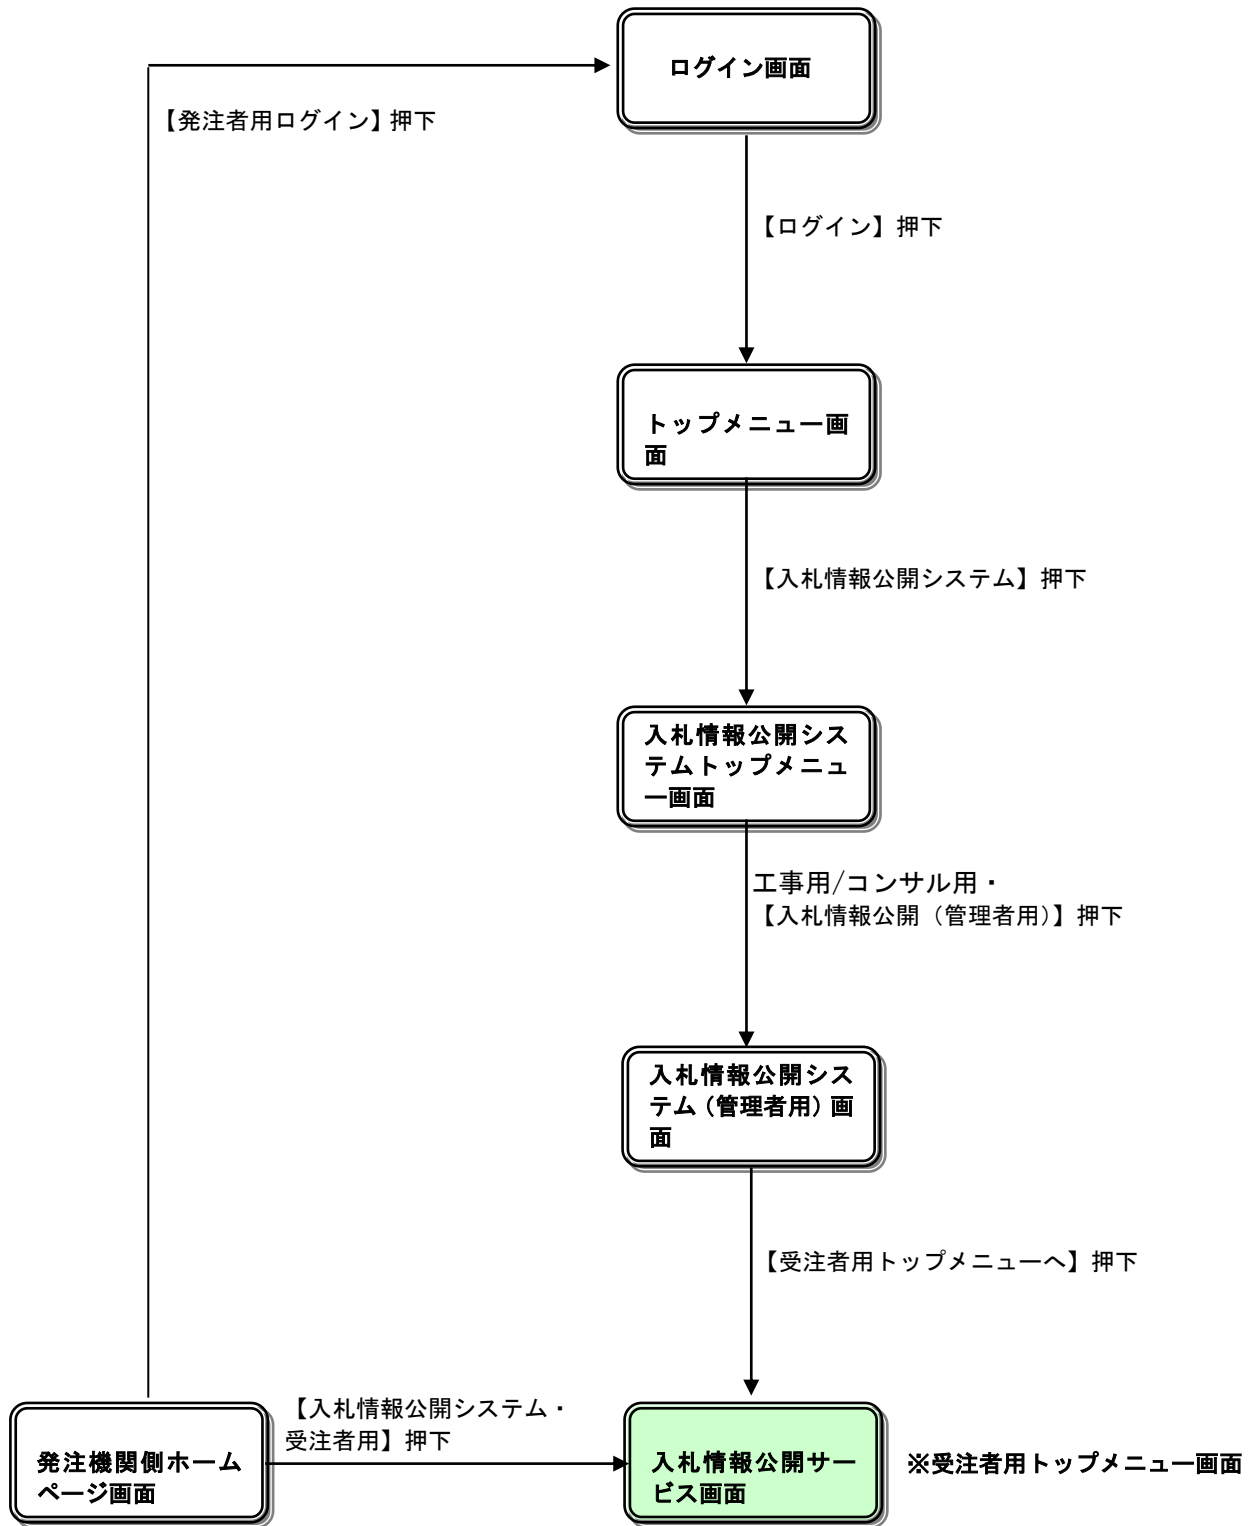 ログイン画面
【発注者用ログイン】押下
【ログイン】押下
トップメニュー画
面
【入札情報公開システム】押下
入札情報公開シス
テムトップメニュ
ー画面
工事用/コンサル用・
【入札情報公開（管理者用）】押下
入札情報公開シス
テム（管理者用）画
面
【受注者用トップメニューへ】押下
【入札情報公開システム・
受注者用】押下
発注機関側ホーム
ページ画面
入札情報公開サー
ビス画面
※受注者用トップメニュー画面